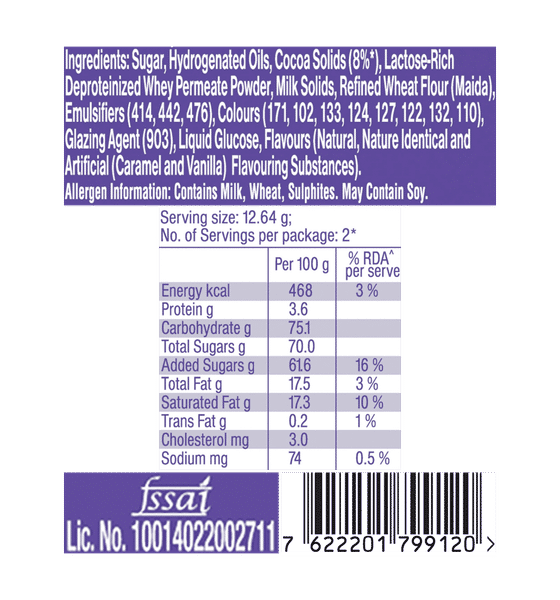 Ingredients: Sugar, Hydrogenated Oils, Cocoa Solids (8%*), Lactose-Rich
Deproteinized Whey Permeate Powder, Milk Solids, Refined Wheat Flour (Maida),
Emulsifiers (414, 442, 476), Colours (171, 102, 133, 124, 127, 122, 132, 110),
Glazing Agent (903), Liquid Glucose, Flavours (Natural, Nature Identical and
Artificial (Caramel and Vanilla) Flavouring Substances).
Allergen Information: Contains Milk, Wheat, Sulphites. May Contain Soy.
Serving size: 12.64 g;
No. of Servings per package: 2*
Per 100 g % RDA^ per serve
Energy kcal 468 3 %
Protein g 3.6
Carbohydrate g 75.1
Total Sugars g 70.0
Added Sugars g 61.6 16 %
Total Fat g 17.5 3 %
Saturated Fat g 17.3 10 %
Trans Fat g 0.2 1 %
Cholesterol mg 3.0
Sodium mg 74 0.5 %
fssai
Lic. No. 10014022002711
7 622201 799120 >